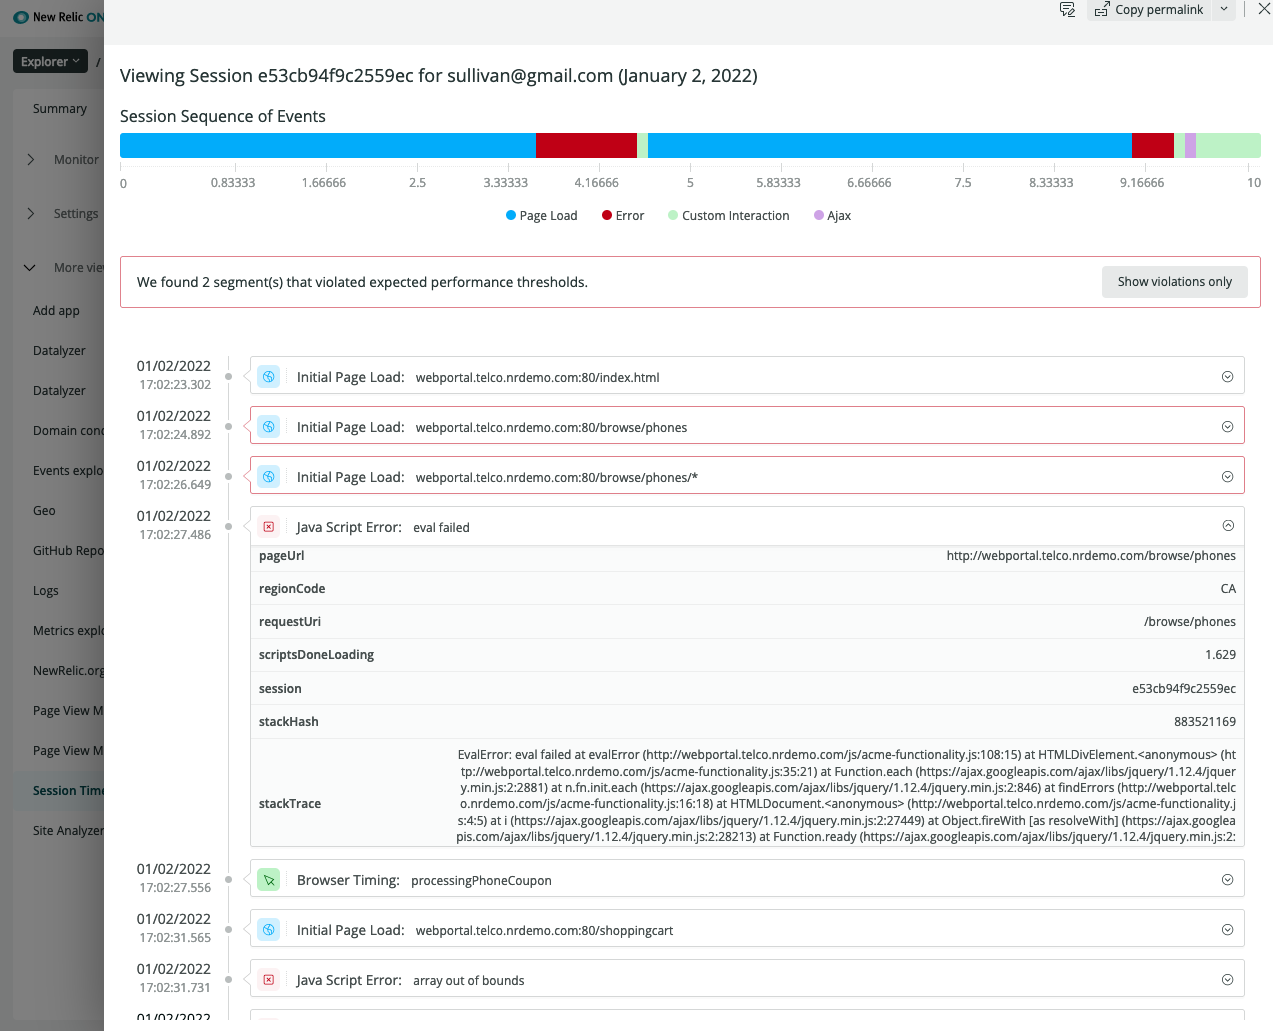 New Relic ON
Copy permalink
Explorer /
Viewing Session e53cb94f9c2559ec for sullivan@gmail.com (January 2, 2022)
Summary
Monitor
Settings
More vie
Add app
Datalyzer
Datalyzer
Domain con
Events explo
Geo
GitHub Repo
Logs
Metrics explo
NewRelic.org
Page View M
Page View M
Session Time
Site Analyzer
Session Sequence of Events
0 0.83333 1.66666 2.5 3.33333 4.16666 5 5.83333 6.66666 7.5 8.33333 9.16666 10
Page Load Error Custom Interaction Ajax
We found 2 segment(s) that violated expected performance thresholds.
Show violations only
01/02/2022
17:02:23.302
Initial Page Load: webportal.telco.nrdemo.com:80/index.html
01/02/2022
17:02:24.892
Initial Page Load: webportal.telco.nrdemo.com:80/browse/phones
01/02/2022
17:02:26.649
Initial Page Load: webportal.telco.nrdemo.com:80/browse/phones/*
01/02/2022
17:02:27.486
Java Script Error: eval failed
pageUrl http://webportal.telco.nrdemo.com/browse/phones
regionCode CA
requestUri /browse/phones
scriptsDoneLoading 1.629
session e53cb94f9c2559ec
stackHash 883521169
stackTrace
EvalError: eval failed at evalError (http://webportal.telco.nrdemo.com/js/acme-functionality.js:108:15) at HTMLDivElement.<anonymous> (ht
tp://webportal.telco.nrdemo.com/js/acme-functionality.js:35:21) at Function.each (https://ajax.googleapis.com/ajax/libs/jquery/1.12.4/jquer
y.min.js:2:2881) at n.fn.init.each (https://ajax.googleapis.com/ajax/libs/jquery/1.12.4/jquery.min.js:2:846) at findErrors (http://webportal.telc
o.nrdemo.com/js/acme-functionality.js:16:18) at HTMLDocument.<anonymous> (http://webportal.telco.nrdemo.com/js/acme-functionality.j
s:4:5) at i (https://ajax.googleapis.com/ajax/libs/jquery/1.12.4/jquery.min.js:2:27449) at Object.fireWith [as resolveWith] (https://ajax.googlea
pis.com/ajax/libs/jquery/1.12.4/jquery.min.js:2:28213) at Function.ready (https://ajax.googleapis.com/ajax/libs/jquery/1.12.4/jquery.min.js:2:
01/02/2022
17:02:27.556
Browser Timing: processingPhoneCoupon
01/02/2022
17:02:31.565
Initial Page Load: webportal.telco.nrdemo.com:80/shoppingcart
01/02/2022
17:02:31.731
Java Script Error: array out of bounds
01/02/2022